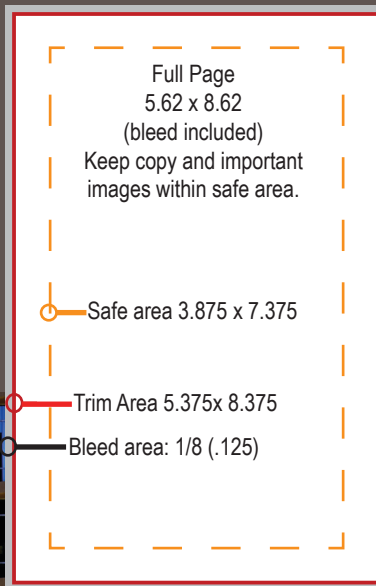 Full Page
5.62 x 8.62
(bleed included)
Keep copy and important
images within safe area.
Safe area 3.875 x 7.375
Trim Area 5.375x 8.375
Bleed area: 1/8 (.125)